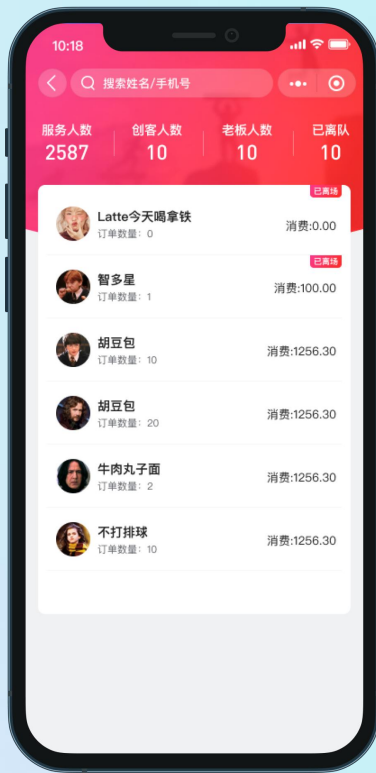 10:18
搜索姓名/手机号
服务人数 创客人数 老板人数 已离队
2587 10 10 10
已离场
Latte今天喝拿铁
订单数量：0
消费:0.00
已离场
智多星
订单数量：1
消费:100.00
胡豆包
订单数量：10
消费:1256.30
胡豆包
订单数量：20
消费:1256.30
牛肉丸子面
订单数量：2
消费:1256.30
不打排球
订单数量：10
消费:1256.30